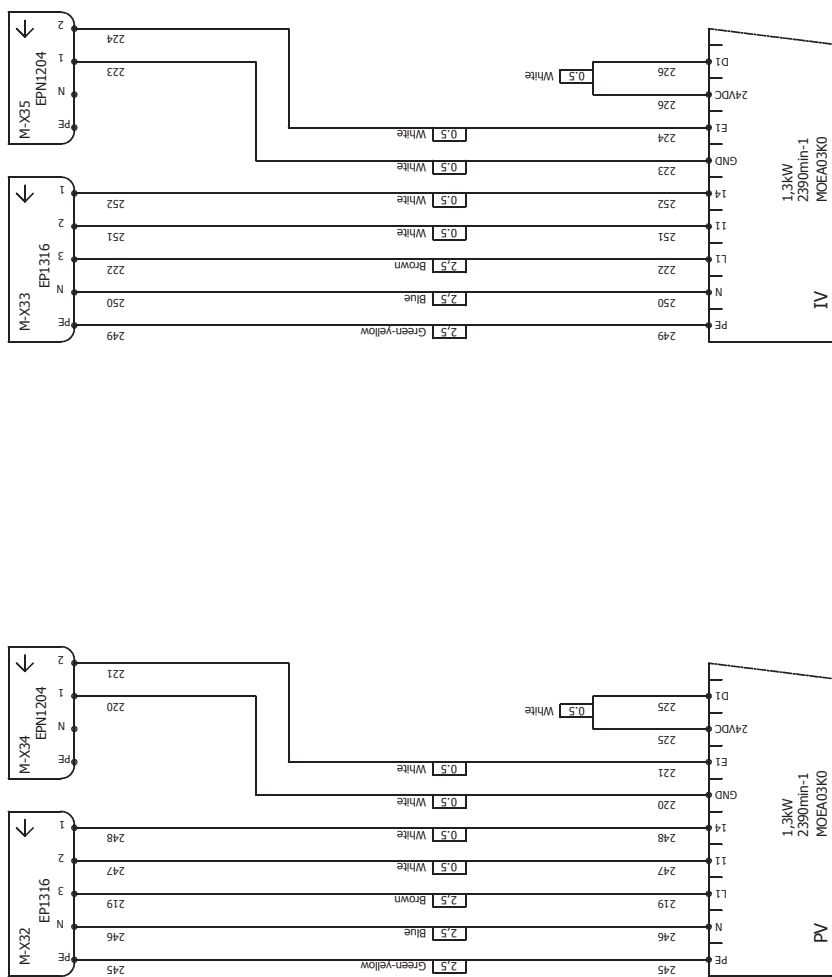 M-X35
EPN1204
2
1
N
PE
224
223
White 0.5
226
D1
226
24VDC
White 0.5
224
E1
White 0.5
223
GND
M-X33
EP1316
1
252
White 0.5
252
14
2
251
White 0.5
251
11
3
222
Brown 2,5
222
L1
N
250
Blue 2,5
250
N
PE
249
Green-yellow 2,5
249
PE
1,3kW
2390min-1
MOEA03K0
IV
M-X34
EPN1204
2
1
N
PE
221
220
White 0.5
225
D1
225
24VDC
White 0.5
221
E1
White 0.5
220
GND
M-X32
EP1316
1
248
White 0.5
248
14
2
247
White 0.5
247
11
3
219
Brown 2,5
219
L1
N
246
Blue 2,5
246
N
PE
245
Green-yellow 2,5
245
PE
1,3kW
2390min-1
MOEA03K0
PV